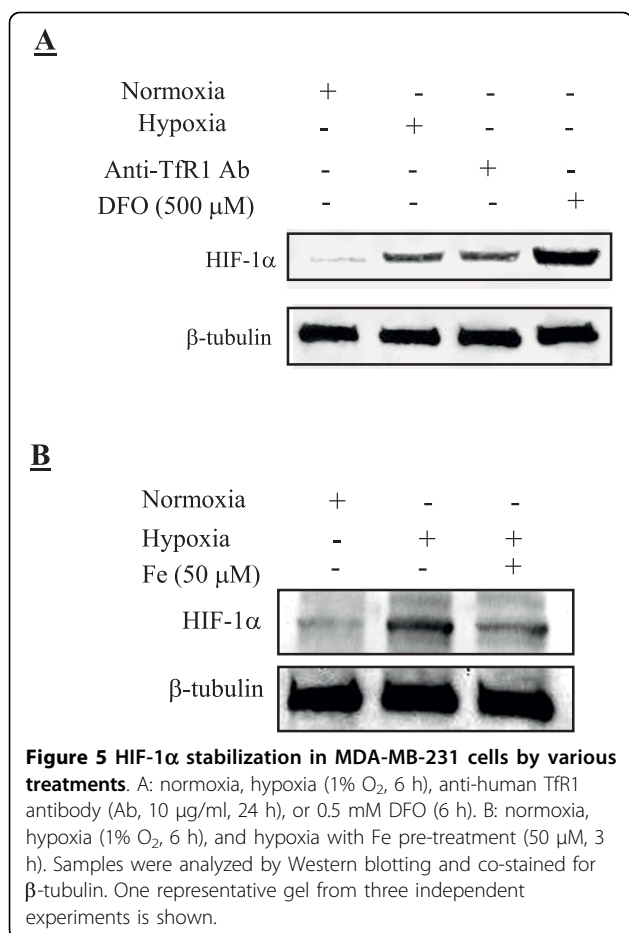 A
Normoxia + - - -
Hypoxia - + - -
Anti-TfR1 Ab - - + -
DFO (500 μM) - - - +
HIF-1α
β-tubulin
B
Normoxia + - -
Hypoxia - + +
Fe (50 μM) - - +
HIF-1α
β-tubulin
Figure 5 HIF-1α stabilization in MDA-MB-231 cells by various
treatments. A: normoxia, hypoxia (1% O₂, 6 h), anti-human TfR1
antibody (Ab, 10 μg/ml, 24 h), or 0.5 mM DFO (6 h). B: normoxia,
hypoxia (1% O₂, 6 h), and hypoxia with Fe pre-treatment (50 μM, 3
h). Samples were analyzed by Western blotting and co-stained for
β-tubulin. One representative gel from three independent
experiments is shown.